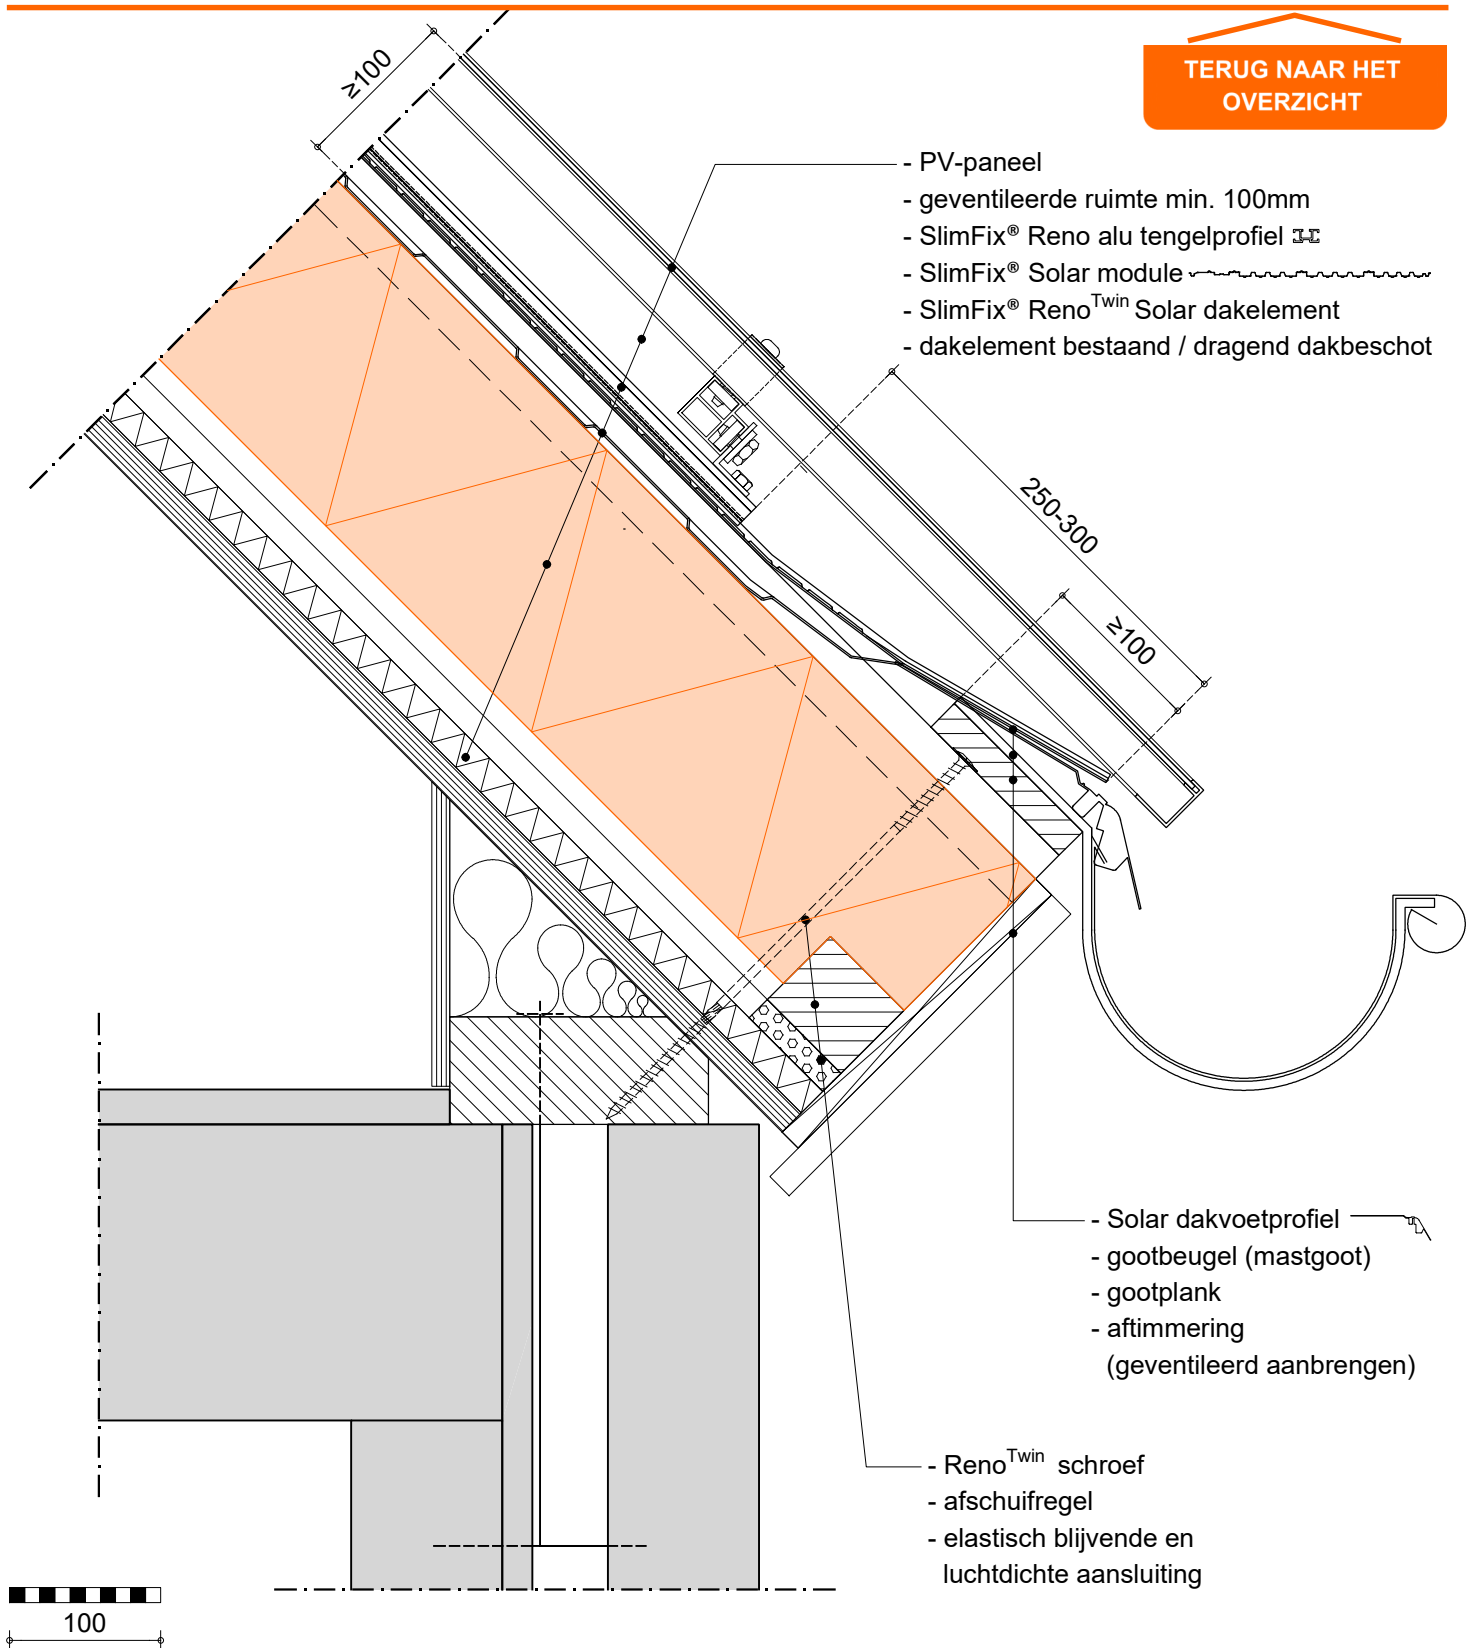 TERUG NAAR HET
OVERZICHT
≥100
- PV-paneel
- geventileerde ruimte min. 100mm
- SlimFix® Reno alu tengelprofiel
- SlimFix® Solar module
- SlimFix® RenoTwin Solar dakelement
- dakelement bestaand / dragend dakbeschot
250-300
≥100
- Solar dakvoetprofiel
- gootbeugel (mastgoot)
- gootplank
- aftimmering
(geventileerd aanbrengen)
- RenoTwin schroef
- afschuifregel
- elastisch blijvende en
luchtdichte aansluiting
100